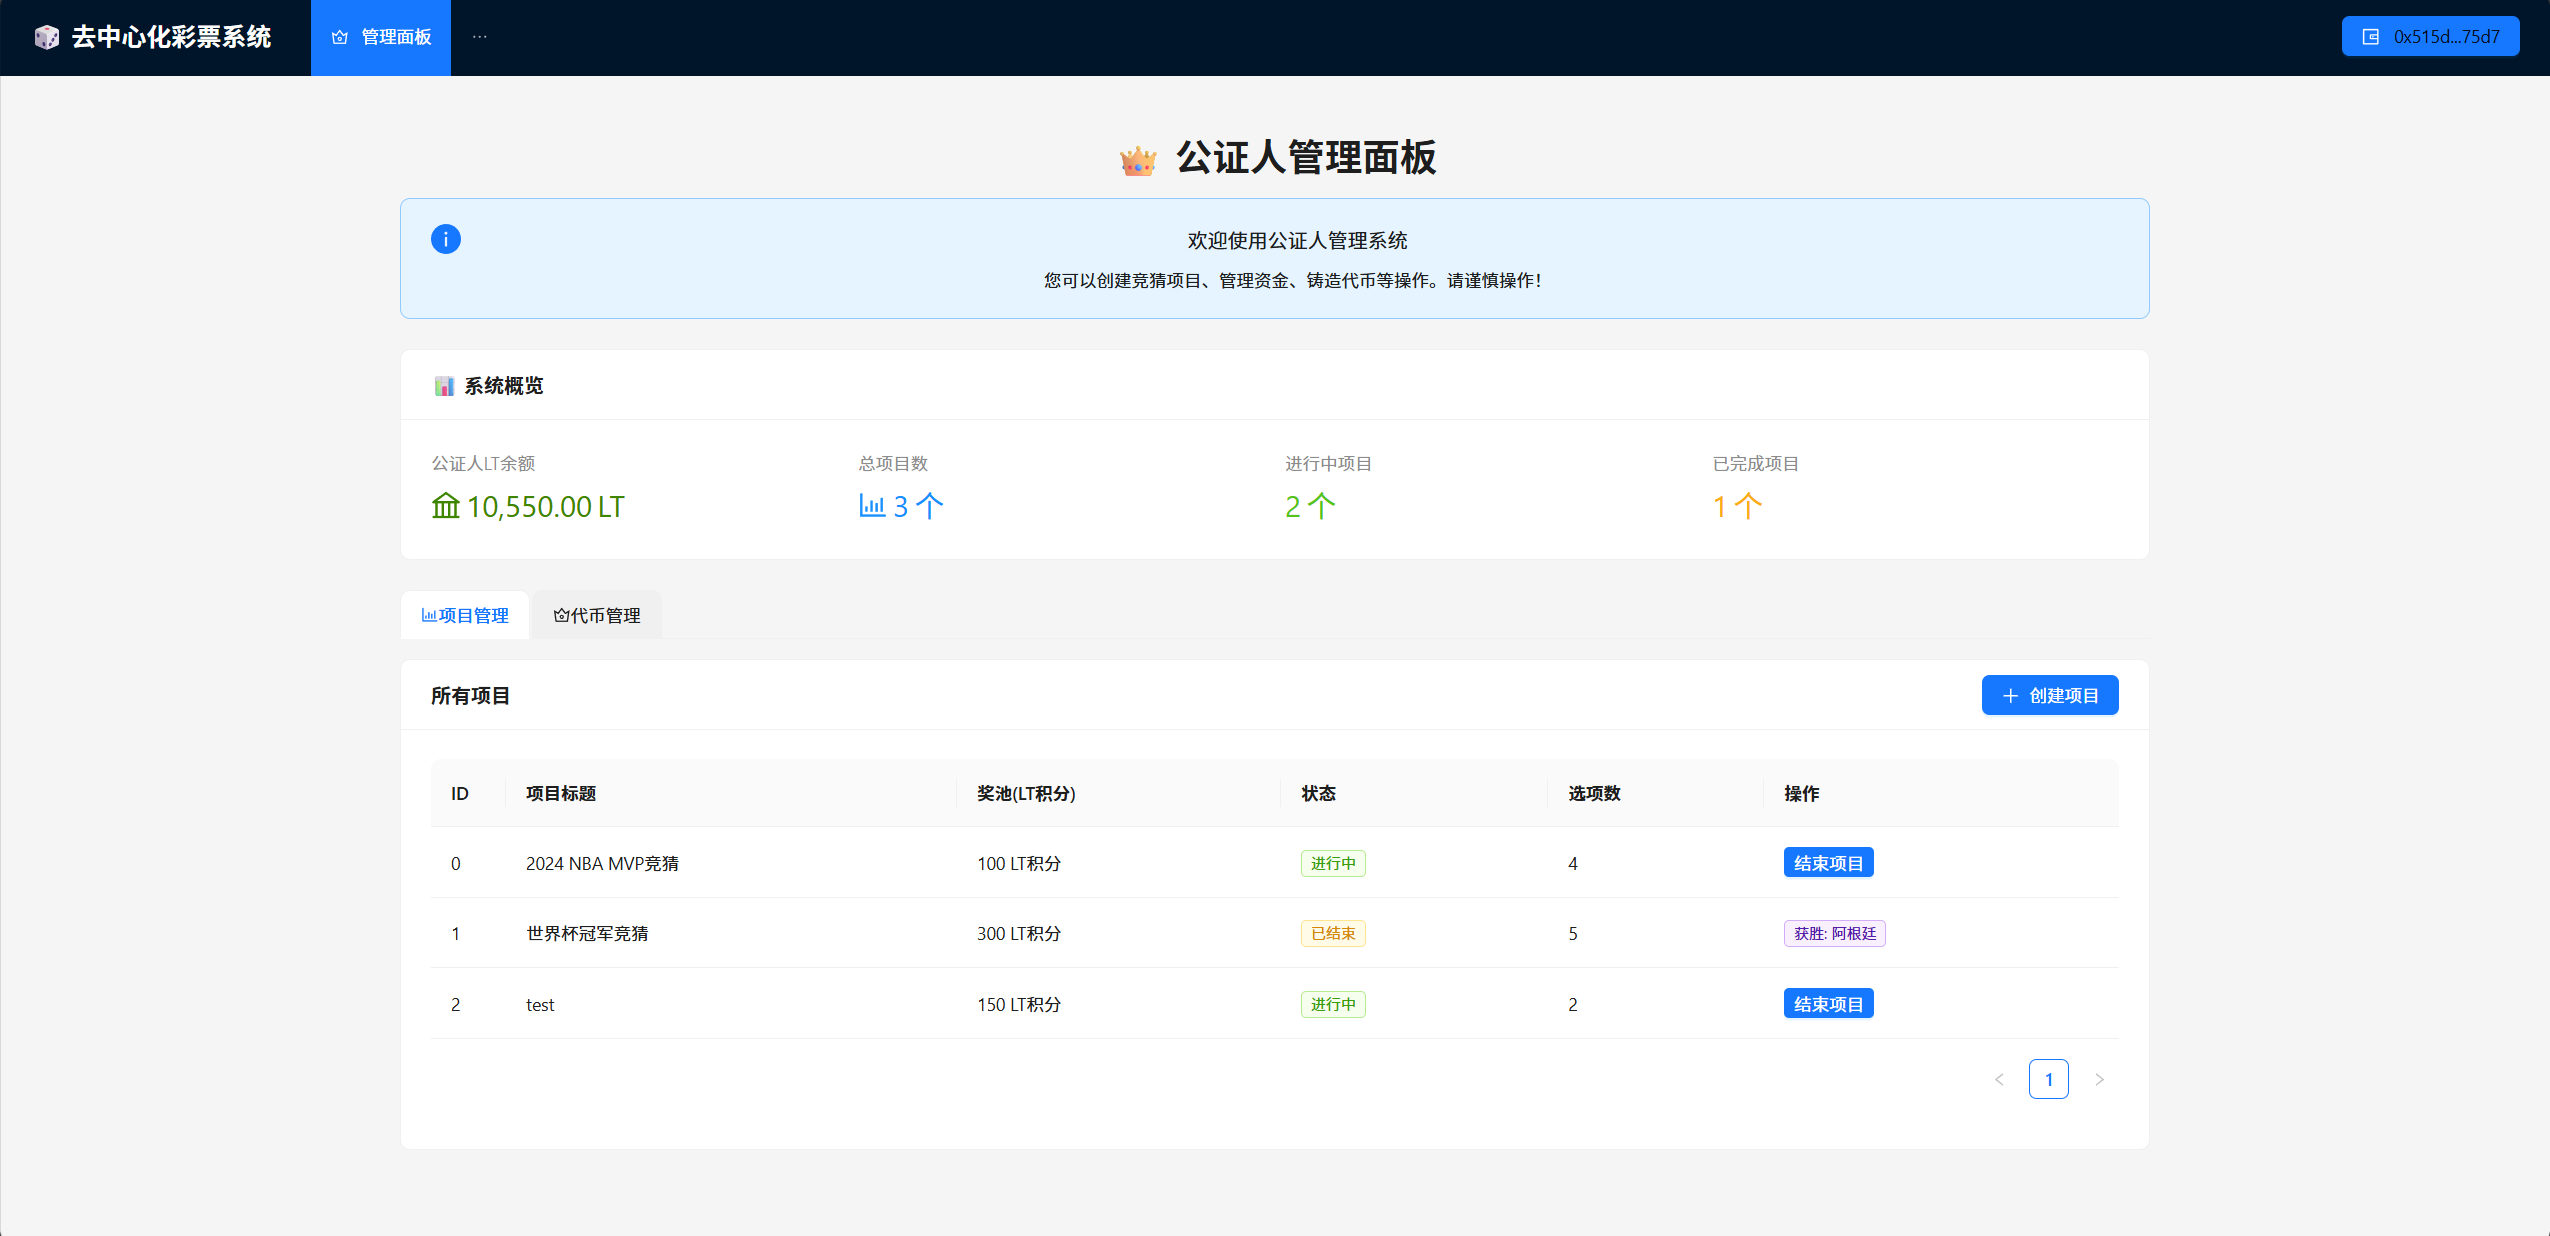 去中心化彩票系统
管理面板
···
0x515d...75d7
公证人管理面板
欢迎使用公证人管理系统
您可以创建竞猜项目、管理资金、铸造代币等操作。请谨慎操作！
系统概览
公证人LT余额
总项目数
进行中项目
已完成项目
10,550.00 LT
3 个
2 个
1 个
项目管理
代币管理
所有项目
创建项目
ID 项目标题 奖池(LT积分) 状态 选项数 操作
0 2024 NBA MVP竞猜 100 LT积分 进行中 4 结束项目
1 世界杯冠军竞猜 300 LT积分 已结束 5 获胜: 阿根廷
2 test 150 LT积分 进行中 2 结束项目
< 1 >